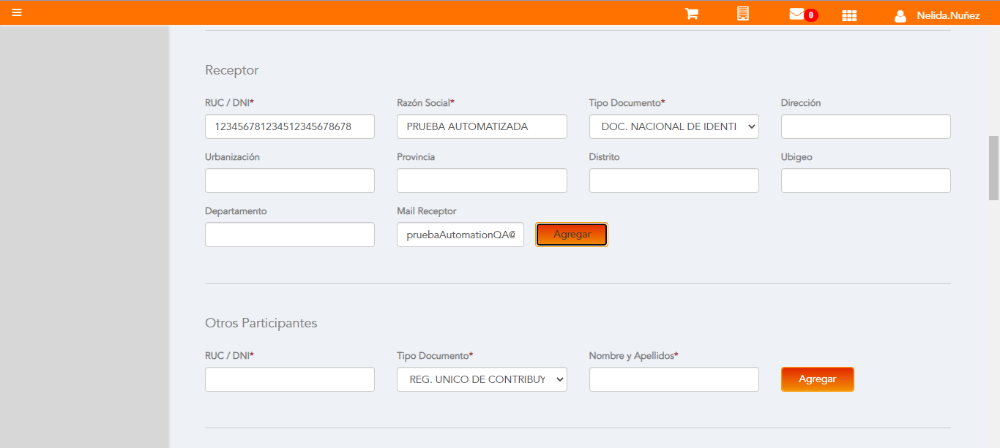 0 Nelida.Nuñez
Receptor
RUC / DNI* Razón Social* Tipo Documento* Dirección
123456781234512345678678 PRUEBA AUTOMATIZADA DOC. NACIONAL DE IDENTI
Urbanización Provincia Distrito Ubigeo
Departamento Mail Receptor
pruebaAutomationQA@ Agregar
Otros Participantes
RUC / DNI* Tipo Documento* Nombre y Apellidos*
REG. UNICO DE CONTRIBUY Agregar